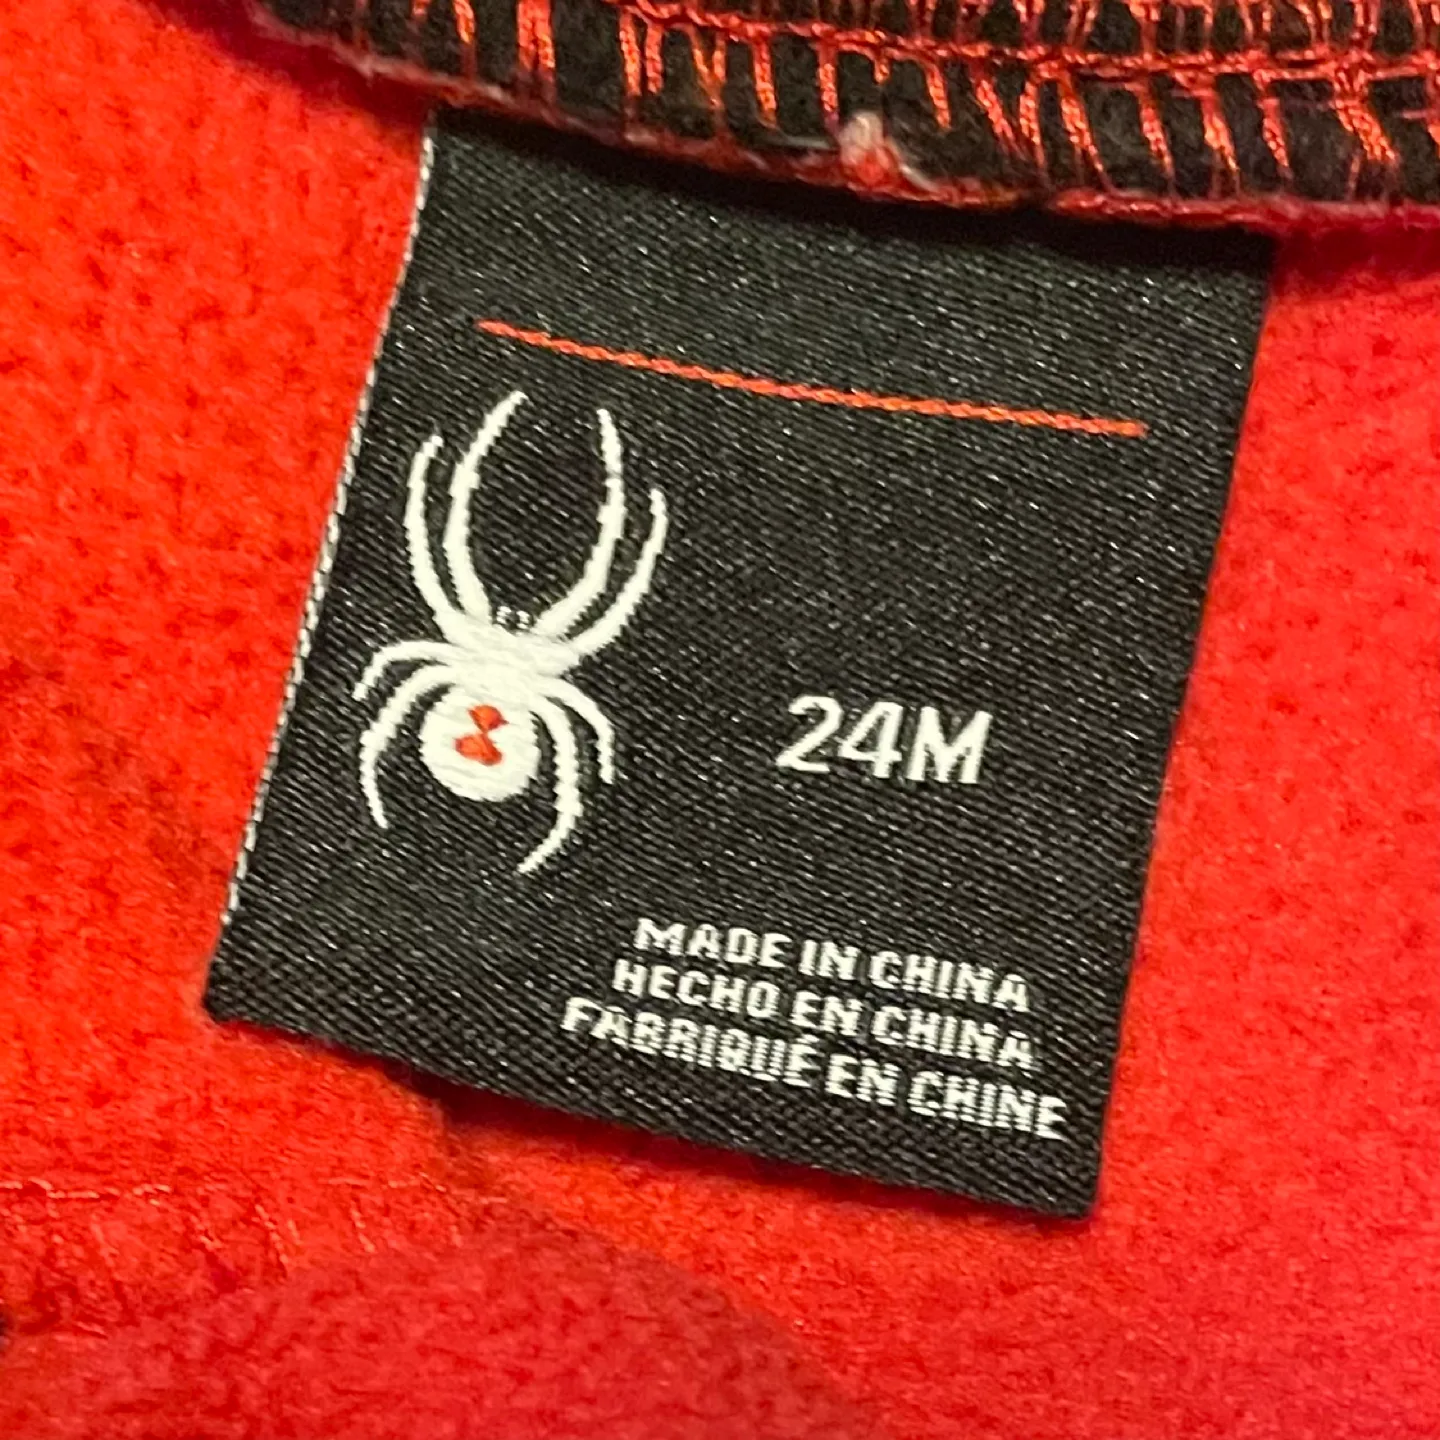 24M
MADE IN CHINA
HECHO EN CHINA
FABRIQUÉ EN CHINE